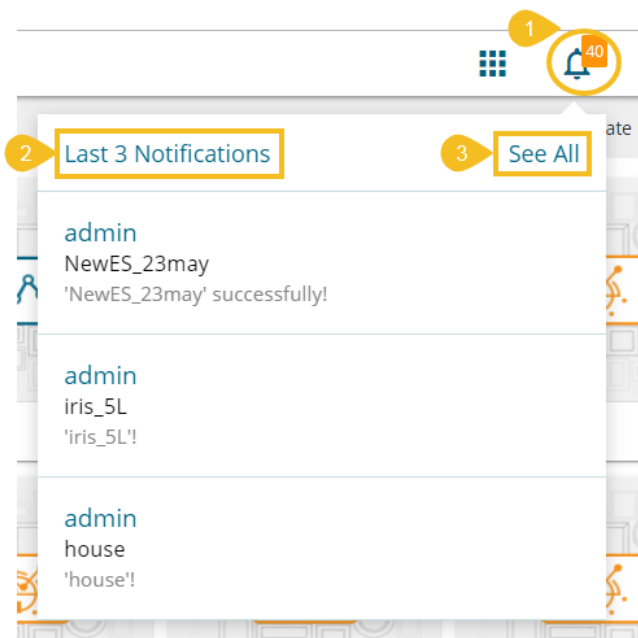 1
40
ate
2
Last 3 Notifications
3
See All
admin
NewES_23may
'NewES_23may' successfully!
admin
iris_5L
'iris_5L'!
admin
house
'house'!